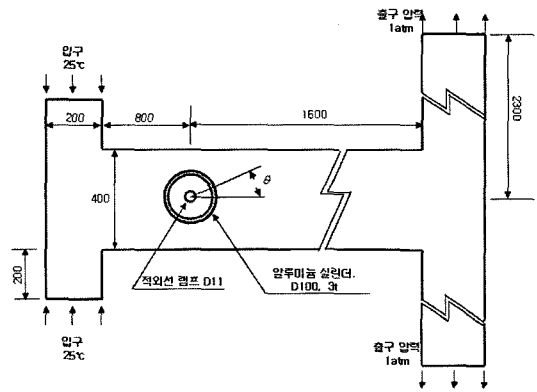 출구 압력
1atm
입구
25℃
200
800
1600
2300
400
θ
200
적외선 램프 D11
알루미늄 실린더.
D100, 3t
입구
25℃
출구 압력
1atm